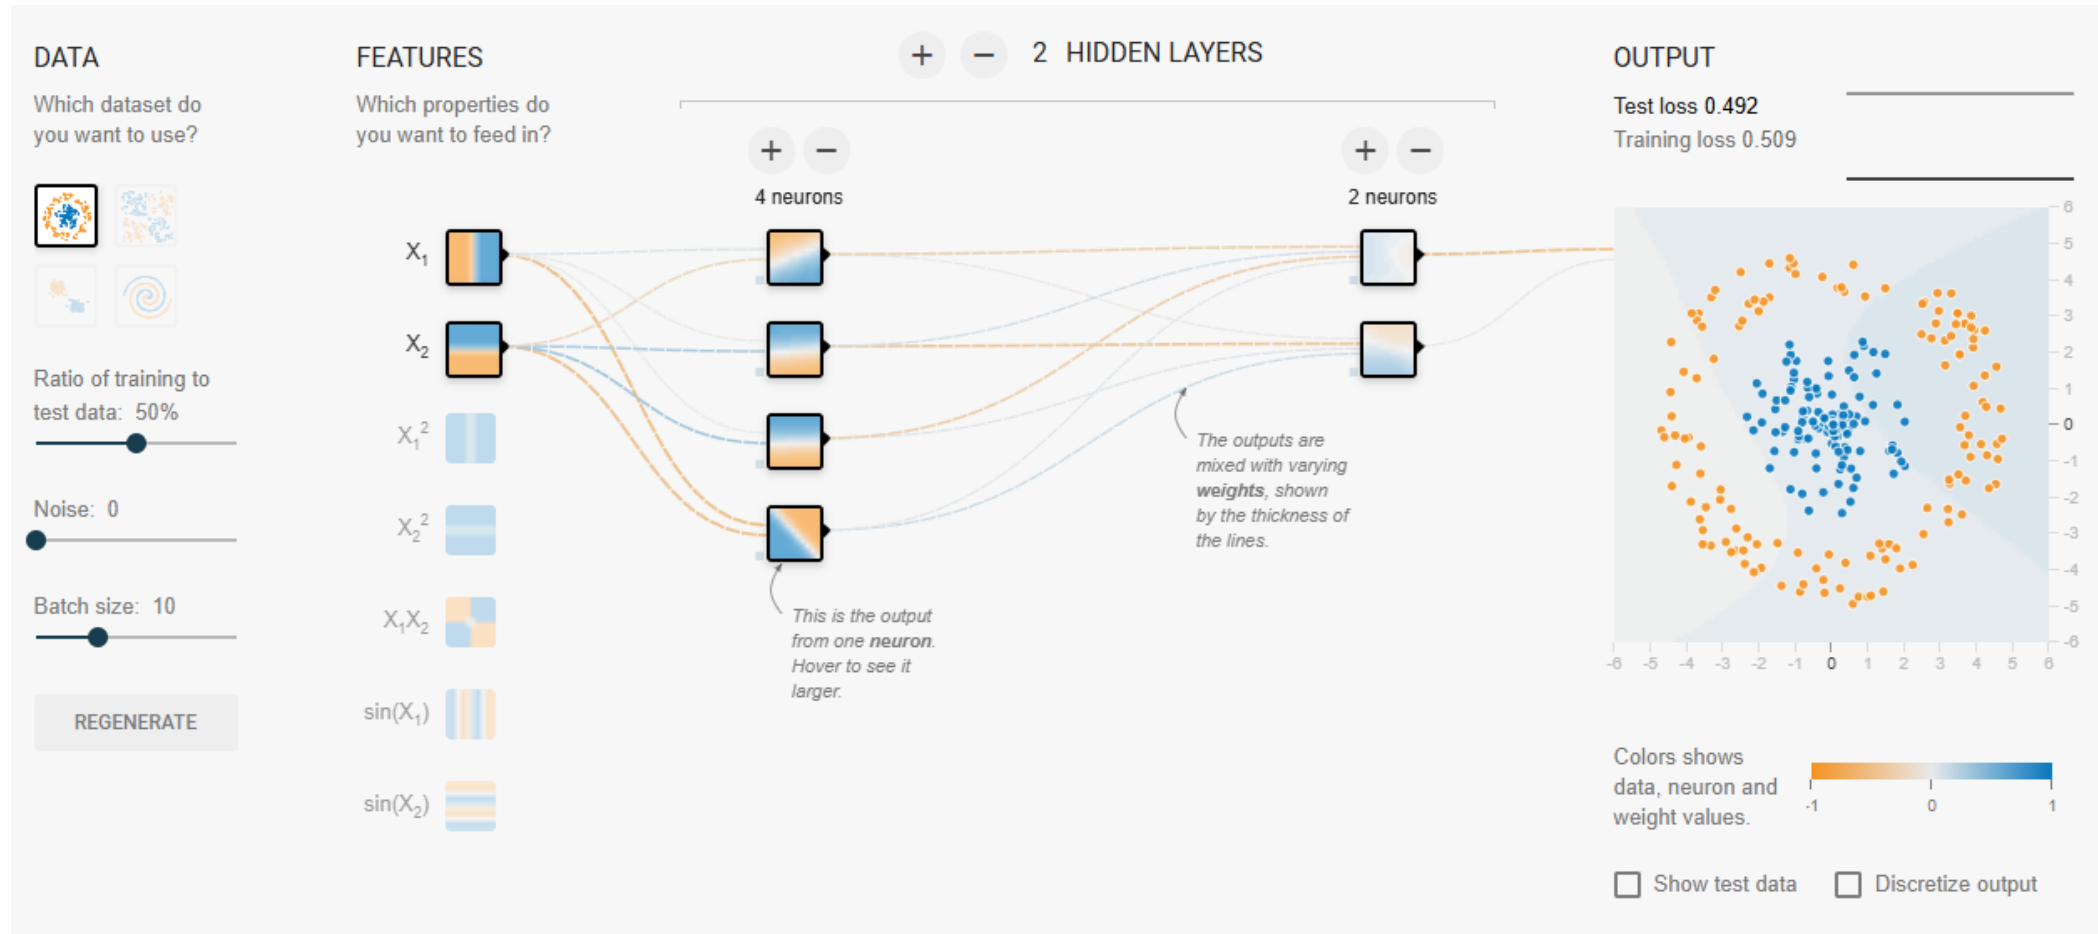 DATA
Which dataset do
you want to use?
Ratio of training to
test data: 50%
Noise: 0
Batch size: 10
REGENERATE
FEATURES
Which properties do
you want to feed in?
X1
X2
X1²
X2²
X1X2
sin(X1)
sin(X2)
+ − 2 HIDDEN LAYERS
+ −
4 neurons
+ −
2 neurons
This is the output
from one neuron.
Hover to see it
larger.
The outputs are
mixed with varying
weights, shown
by the thickness of
the lines.
OUTPUT
Test loss 0.492
Training loss 0.509
6
5
4
3
2
1
0
-1
-2
-3
-4
-5
-6
-6 -5 -4 -3 -2 -1 0 1 2 3 4 5 6
Colors shows
data, neuron and
weight values.
-1 0 1
Show test data
Discretize output